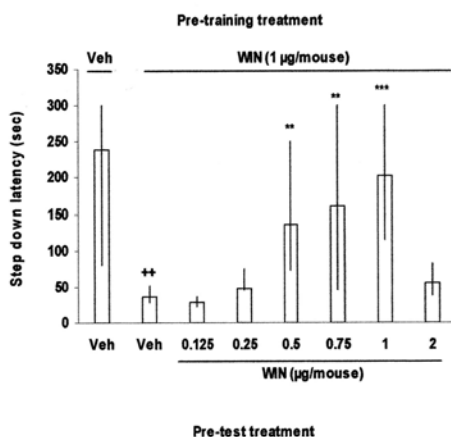 Pre-training treatment
Veh WIN (1 µg/mouse)
350
300
250
200
150
100
50
0
Step down latency (sec)
++
**
**
***
Veh Veh 0.125 0.25 0.5 0.75 1 2
WIN (µg/mouse)
Pre-test treatment